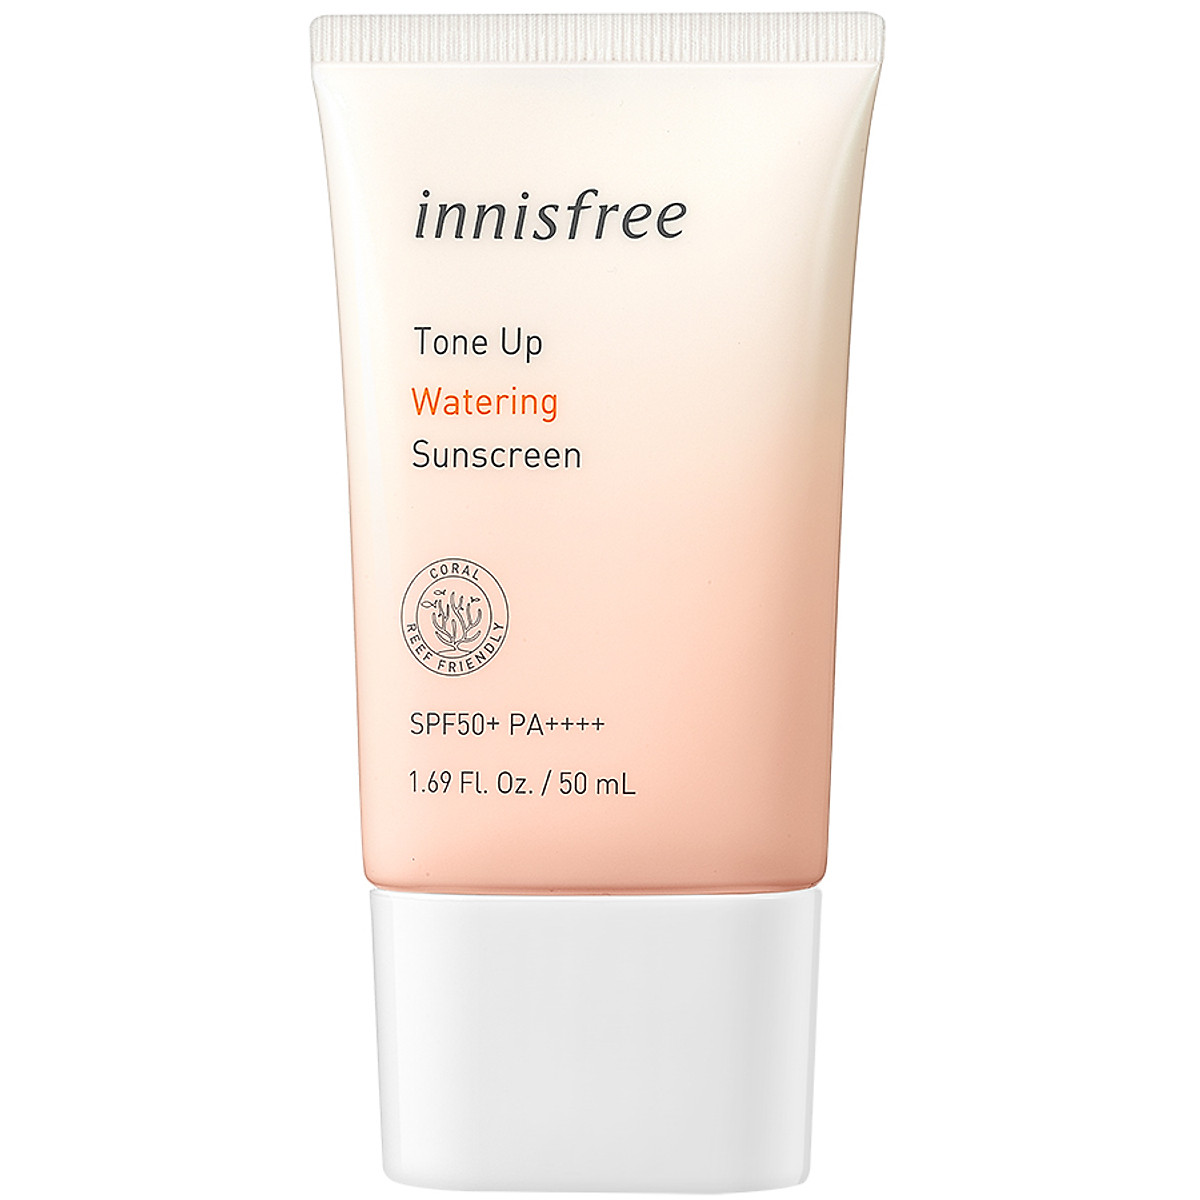 innisfree
Tone Up
Watering
Sunscreen
CORAL
REEF FRIENDLY
SPF50+ PA++++
1.69 Fl. Oz. / 50 mL